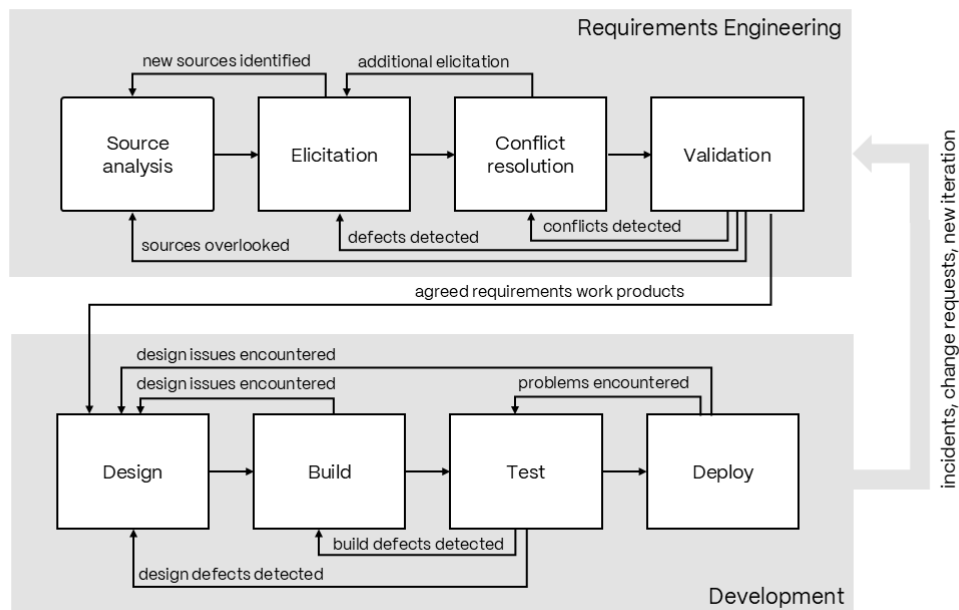 Requirements Engineering
new sources identified
additional elicitation
Source
analysis
Elicitation
Conflict
resolution
Validation
sources overlooked
defects detected
conflicts detected
agreed requirements work products
incidents, change requests, new iteration
design issues encountered
design issues encountered
problems encountered
Design
Build
Test
Deploy
build defects detected
design defects detected
Development